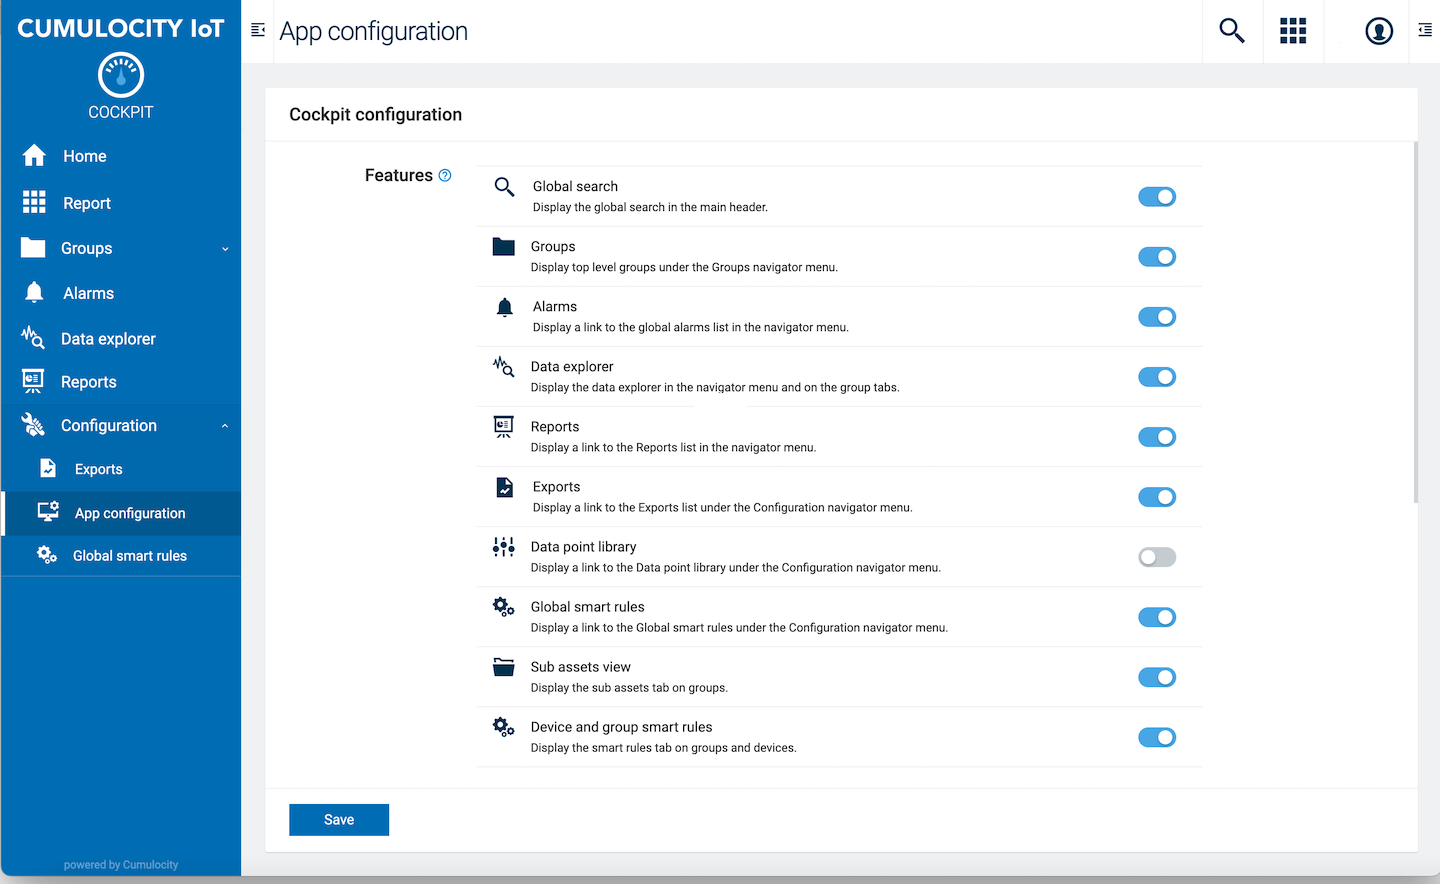 CUMULOCITY IoT
COCKPIT
Home
Report
Groups
Alarms
Data explorer
Reports
Configuration
Exports
App configuration
Global smart rules
powered by Cumulocity
App configuration
Cockpit configuration
Features
Global search
Display the global search in the main header.
Groups
Display top level groups under the Groups navigator menu.
Alarms
Display a link to the global alarms list in the navigator menu.
Data explorer
Display the data explorer in the navigator menu and on the group tabs.
Reports
Display a link to the Reports list in the navigator menu.
Exports
Display a link to the Exports list under the Configuration navigator menu.
Data point library
Display a link to the Data point library under the Configuration navigator menu.
Global smart rules
Display a link to the Global smart rules under the Configuration navigator menu.
Sub assets view
Display the sub assets tab on groups.
Device and group smart rules
Display the smart rules tab on groups and devices.
Save